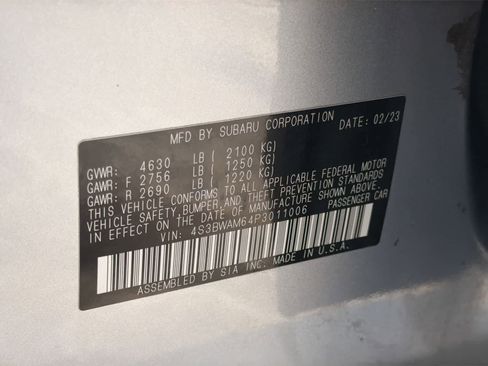 MFD BY SUBARU CORPORATION DATE: 02/23
GVWR: 4630 LB ( 2100 KG)
GAWR: F 2756 LB ( 1250 KG)
GAWR: R 2690 LB ( 1220 KG)
THIS VEHICLE CONFORMS TO ALL APPLICABLE FEDERAL MOTOR
VEHICLE SAFETY, BUMPER, AND THEFT PREVENTION STANDARDS
IN EFFECT ON THE DATE OF MANUFACTURE SHOWN ABOVE.
VIN: 4S3BWAM64P3011006 PASSENGER CAR
ASSEMBLED BY SIA INC. MADE IN U.S.A.